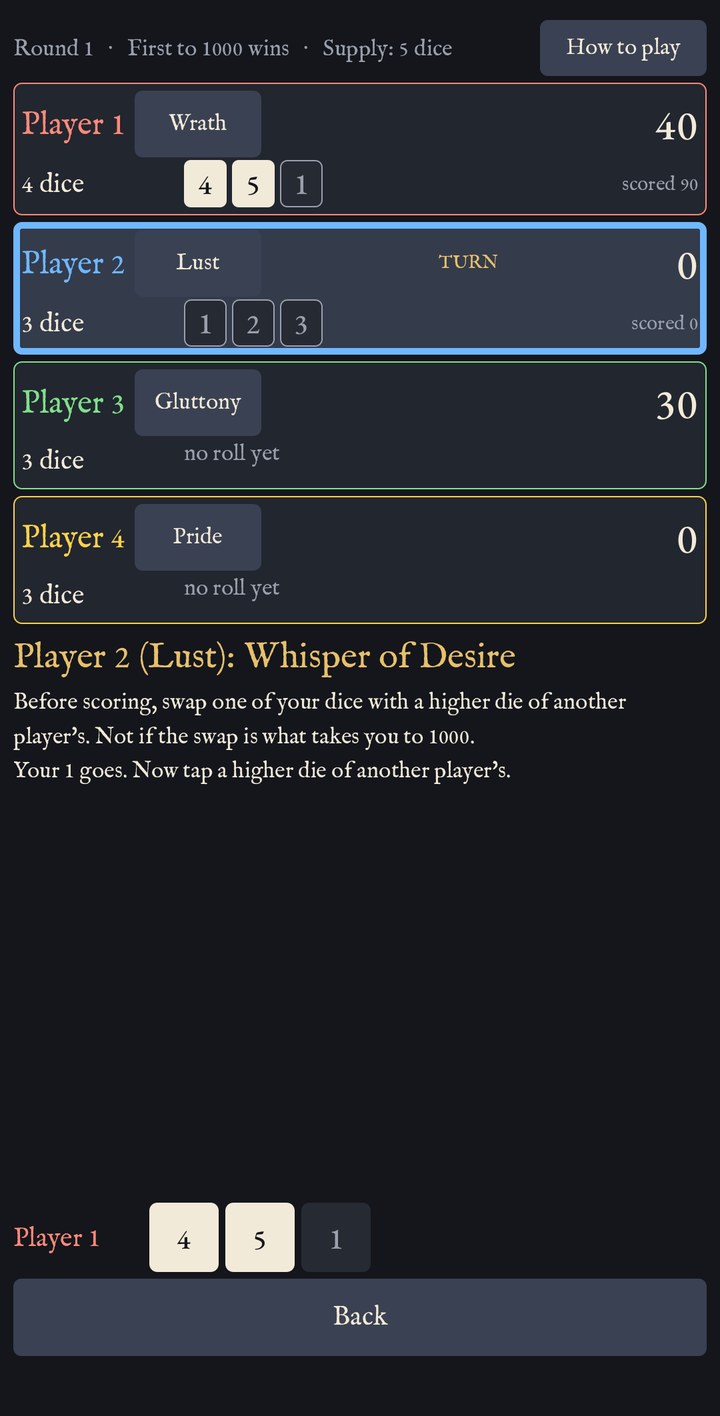 Round 1 · First to 1000 wins · Supply: 5 dice
How to play
Player 1 Wrath 40
4 dice 4 5 1 scored 90
Player 2 Lust TURN 0
3 dice 1 2 3 scored 0
Player 3 Gluttony 30
3 dice no roll yet
Player 4 Pride 0
3 dice no roll yet
Player 2 (Lust): Whisper of Desire
Before scoring, swap one of your dice with a higher die of another
player's. Not if the swap is what takes you to 1000.
Your 1 goes. Now tap a higher die of another player's.
Player 1 4 5 1
Back